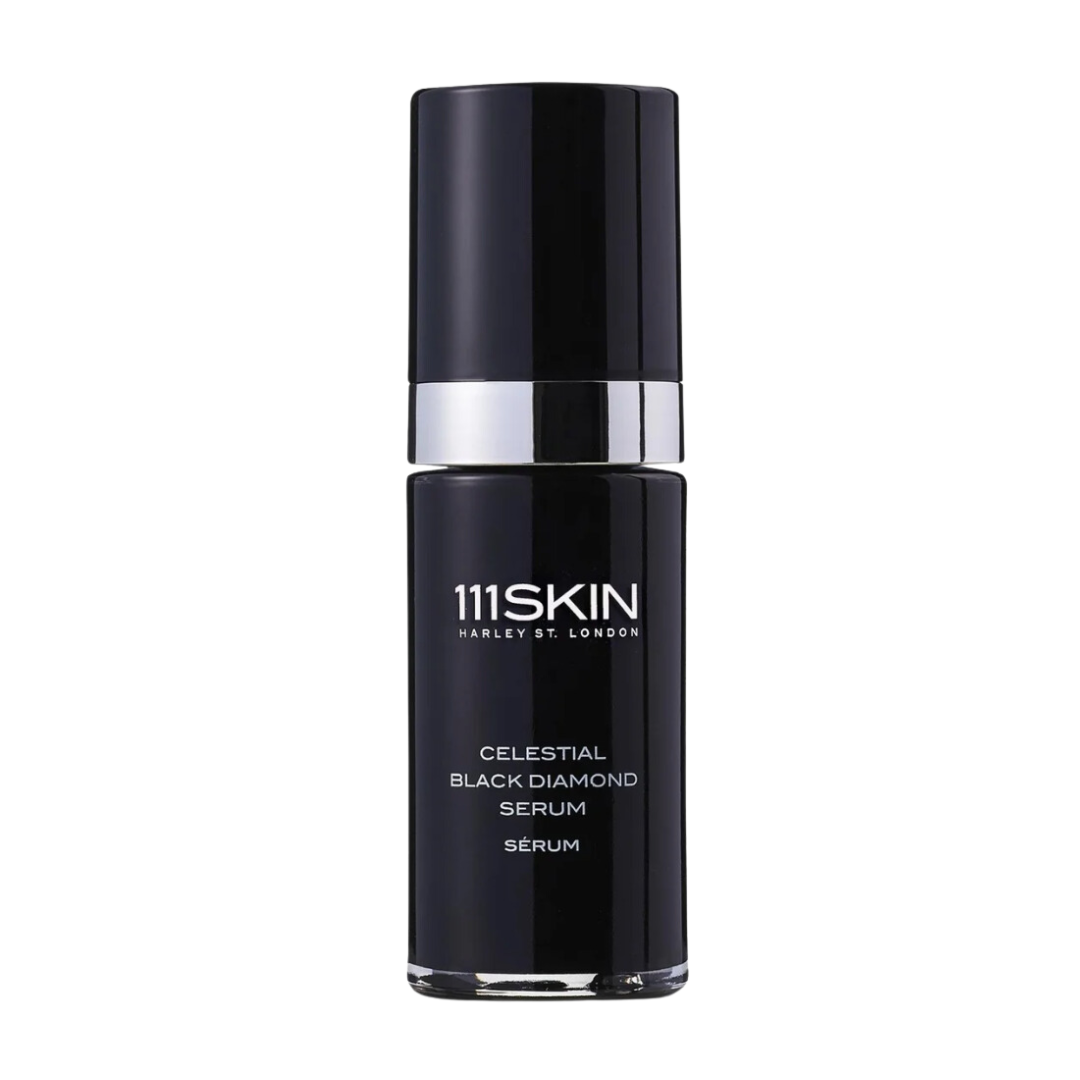 111SKIN
HARLEY ST. LONDON
CELESTIAL
BLACK DIAMOND
SERUM
SÉRUM